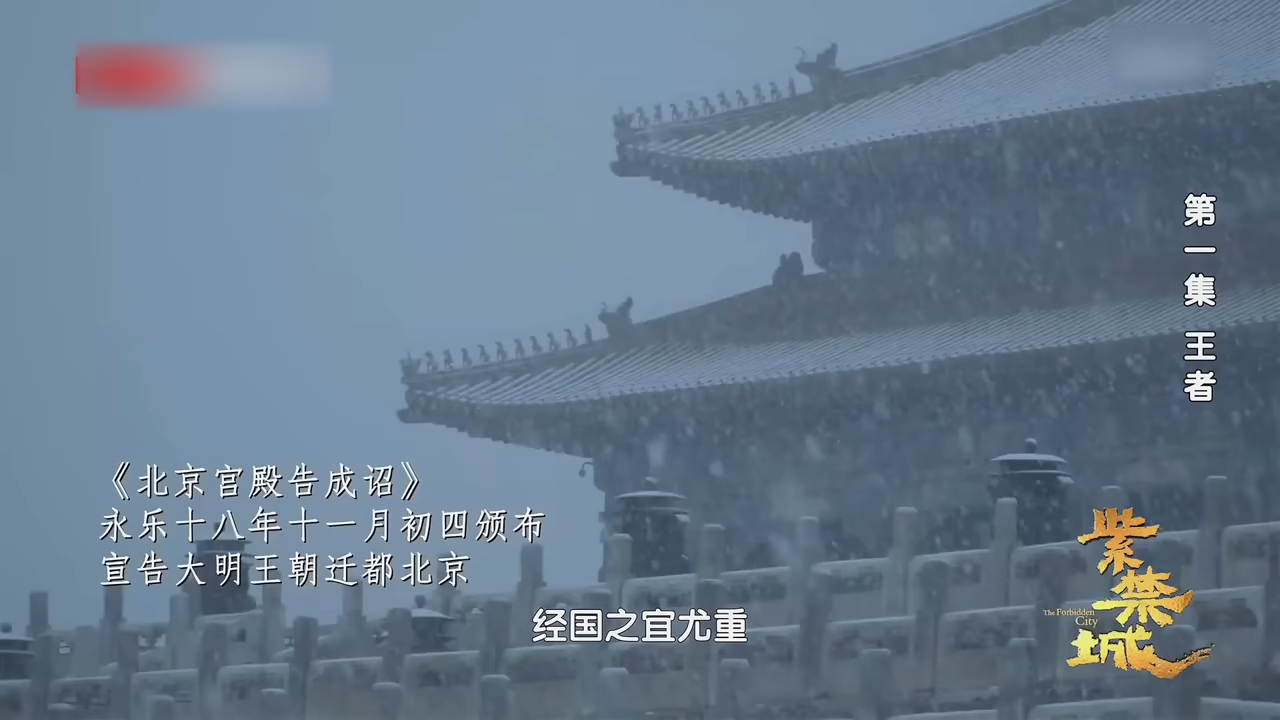 第一集 王者
《北京宫殿告成诏》
永乐十八年十一月初四颁布
宣告大明王朝迁都北京
经国之宜尤重
紫禁城
The Forbidden
City